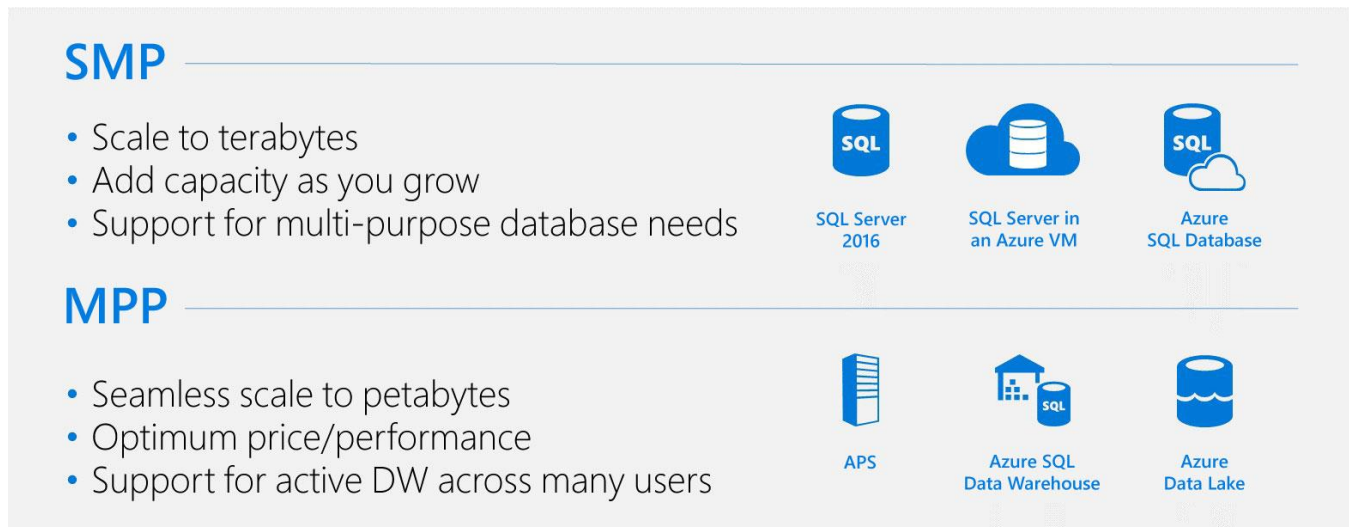 SMP
• Scale to terabytes
• Add capacity as you grow
• Support for multi-purpose database needs
SQL
SQL
SQL Server
2016
SQL Server in
an Azure VM
Azure
SQL Database
MPP
• Seamless scale to petabytes
• Optimum price/performance
• Support for active DW across many users
SQL
APS
Azure SQL
Data Warehouse
Azure
Data Lake